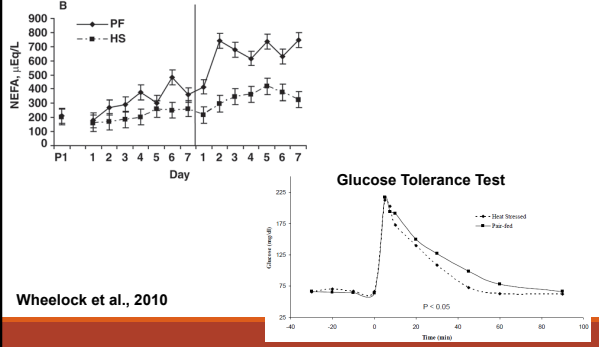 B
900
800
700
600
500
400
300
200
100
0
NEFA, µEq/L
PF
HS
P1 1 2 3 4 5 6 7 1 2 3 4 5 6 7
Day
Glucose Tolerance Test
225
175
125
75
25
Glucose (mg/dl)
Heat Stressed
Pair-fed
P < 0.05
-40 -20 0 20 40 60 80 100
Time (min)
Wheelock et al., 2010